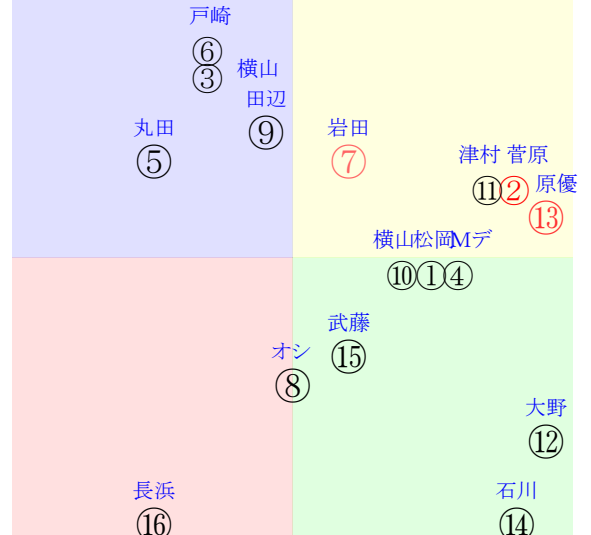 戸崎
⑥
③
横山
田辺
⑨
丸田
⑤
岩田
⑦
津村 菅原
⑪②
原優
⑬
横山松岡Mデ
⑩①④
武藤
⑮
オシ
⑧
大野
⑫
長浜
⑯
石川
⑭